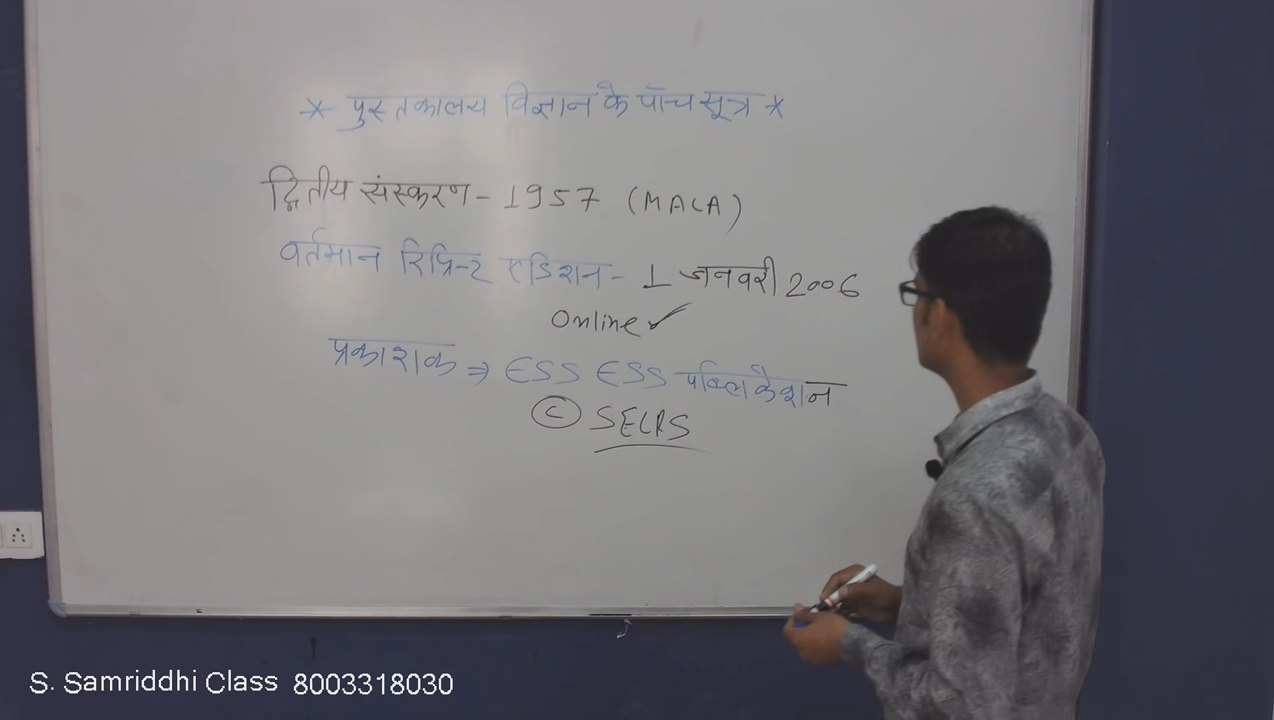 * पुस्तकालय विज्ञान के पाँच सूत्र *
द्वितीय संस्करण - 1957 (MALA)
वर्तमान रिप्रिन्ट एडिशन - 1 जनवरी 2006
Online ✓
प्रकाशक ⇒ ESS ESS पब्लिकेशन
© SELRS
S. Samriddhi Class 8003318030